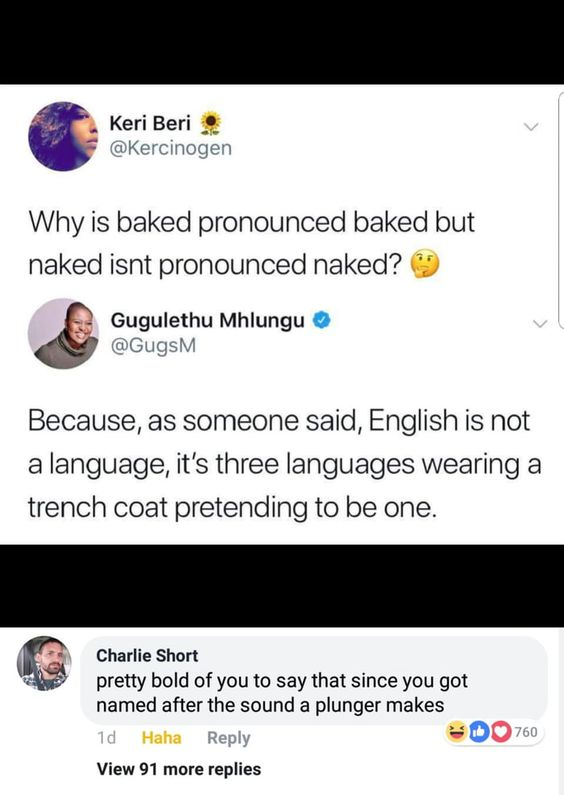 Keri Beri 🌻
@Kercinogen
Why is baked pronounced baked but
naked isnt pronounced naked? 🤔
Gugulethu Mhlungu
@GugsM
Because, as someone said, English is not
a language, it's three languages wearing a
trench coat pretending to be one.
Charlie Short
pretty bold of you to say that since you got
named after the sound a plunger makes
1d Haha Reply 760
View 91 more replies